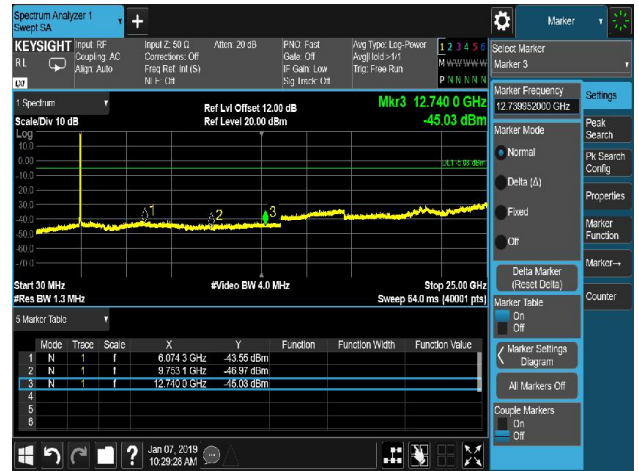 Spectrum Analyzer 1
Swept SA
Marker
KEYSIGHT
RL
Input: RF
Coupling: AC
Align: Auto
Input Z: 50 Ω
Corrections: Off
Freq Ref: Int (S)
NFE: Off
Atten: 20 dB
PNO: Fast
Gate: Off
IF Gain: Low
Sig Track: Off
Avg Type: Log-Power
Avg|Hold:>1/1
Trig: Free Run
1 2 3 4 5 6
M W W W W W
P N N N N N
Select Marker
Marker 3
1 Spectrum
Scale/Div 10 dB
Ref Lvl Offset 12.00 dB
Ref Level 20.00 dBm
Mkr3 12.740 0 GHz
-45.03 dBm
Log
10.0
0.00
-10.0
-20.0
-30.0
-40.0
-50.0
-60.0
-70.0
1
2
3
Start 30 MHz
#Res BW 1.3 MHz
#Video BW 4.0 MHz
Stop 25.00 GHz
Sweep 64.0 ms (40001 pts)
5 Marker Table
Mode Trace Scale X Y Function Function Width Function Value
1 N 1 f 6.074 3 GHz -43.55 dBm
2 N 1 f 9.753 1 GHz -46.97 dBm
3 N 1 f 12.740 0 GHz -45.03 dBm
4
5
6
Marker Frequency
12.739952000 GHz
Marker Mode
Normal
Delta (Δ)
Fixed
Off
Delta Marker
(Reset Delta)
Marker Table
On
Off
Marker Settings
Diagram
All Markers Off
Couple Markers
On
Off
Settings
Peak
Search
Pk Search
Config
Properties
Marker
Function
Marker→
Counter
?
Jan 07, 2019
10:29:28 AM